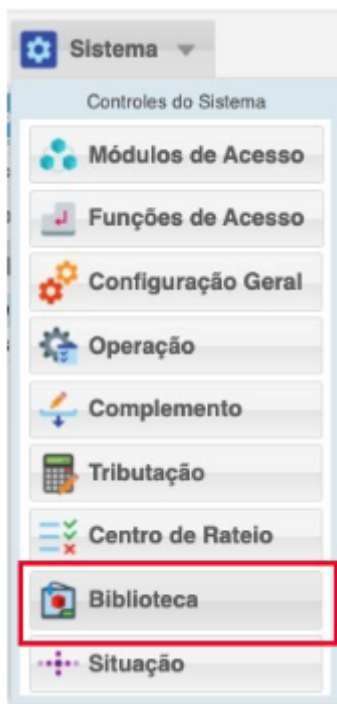 Sistema
Controles do Sistema
Módulos de Acesso
Funções de Acesso
Configuração Geral
Operação
Complemento
Tributação
Centro de Rateio
Biblioteca
Situação